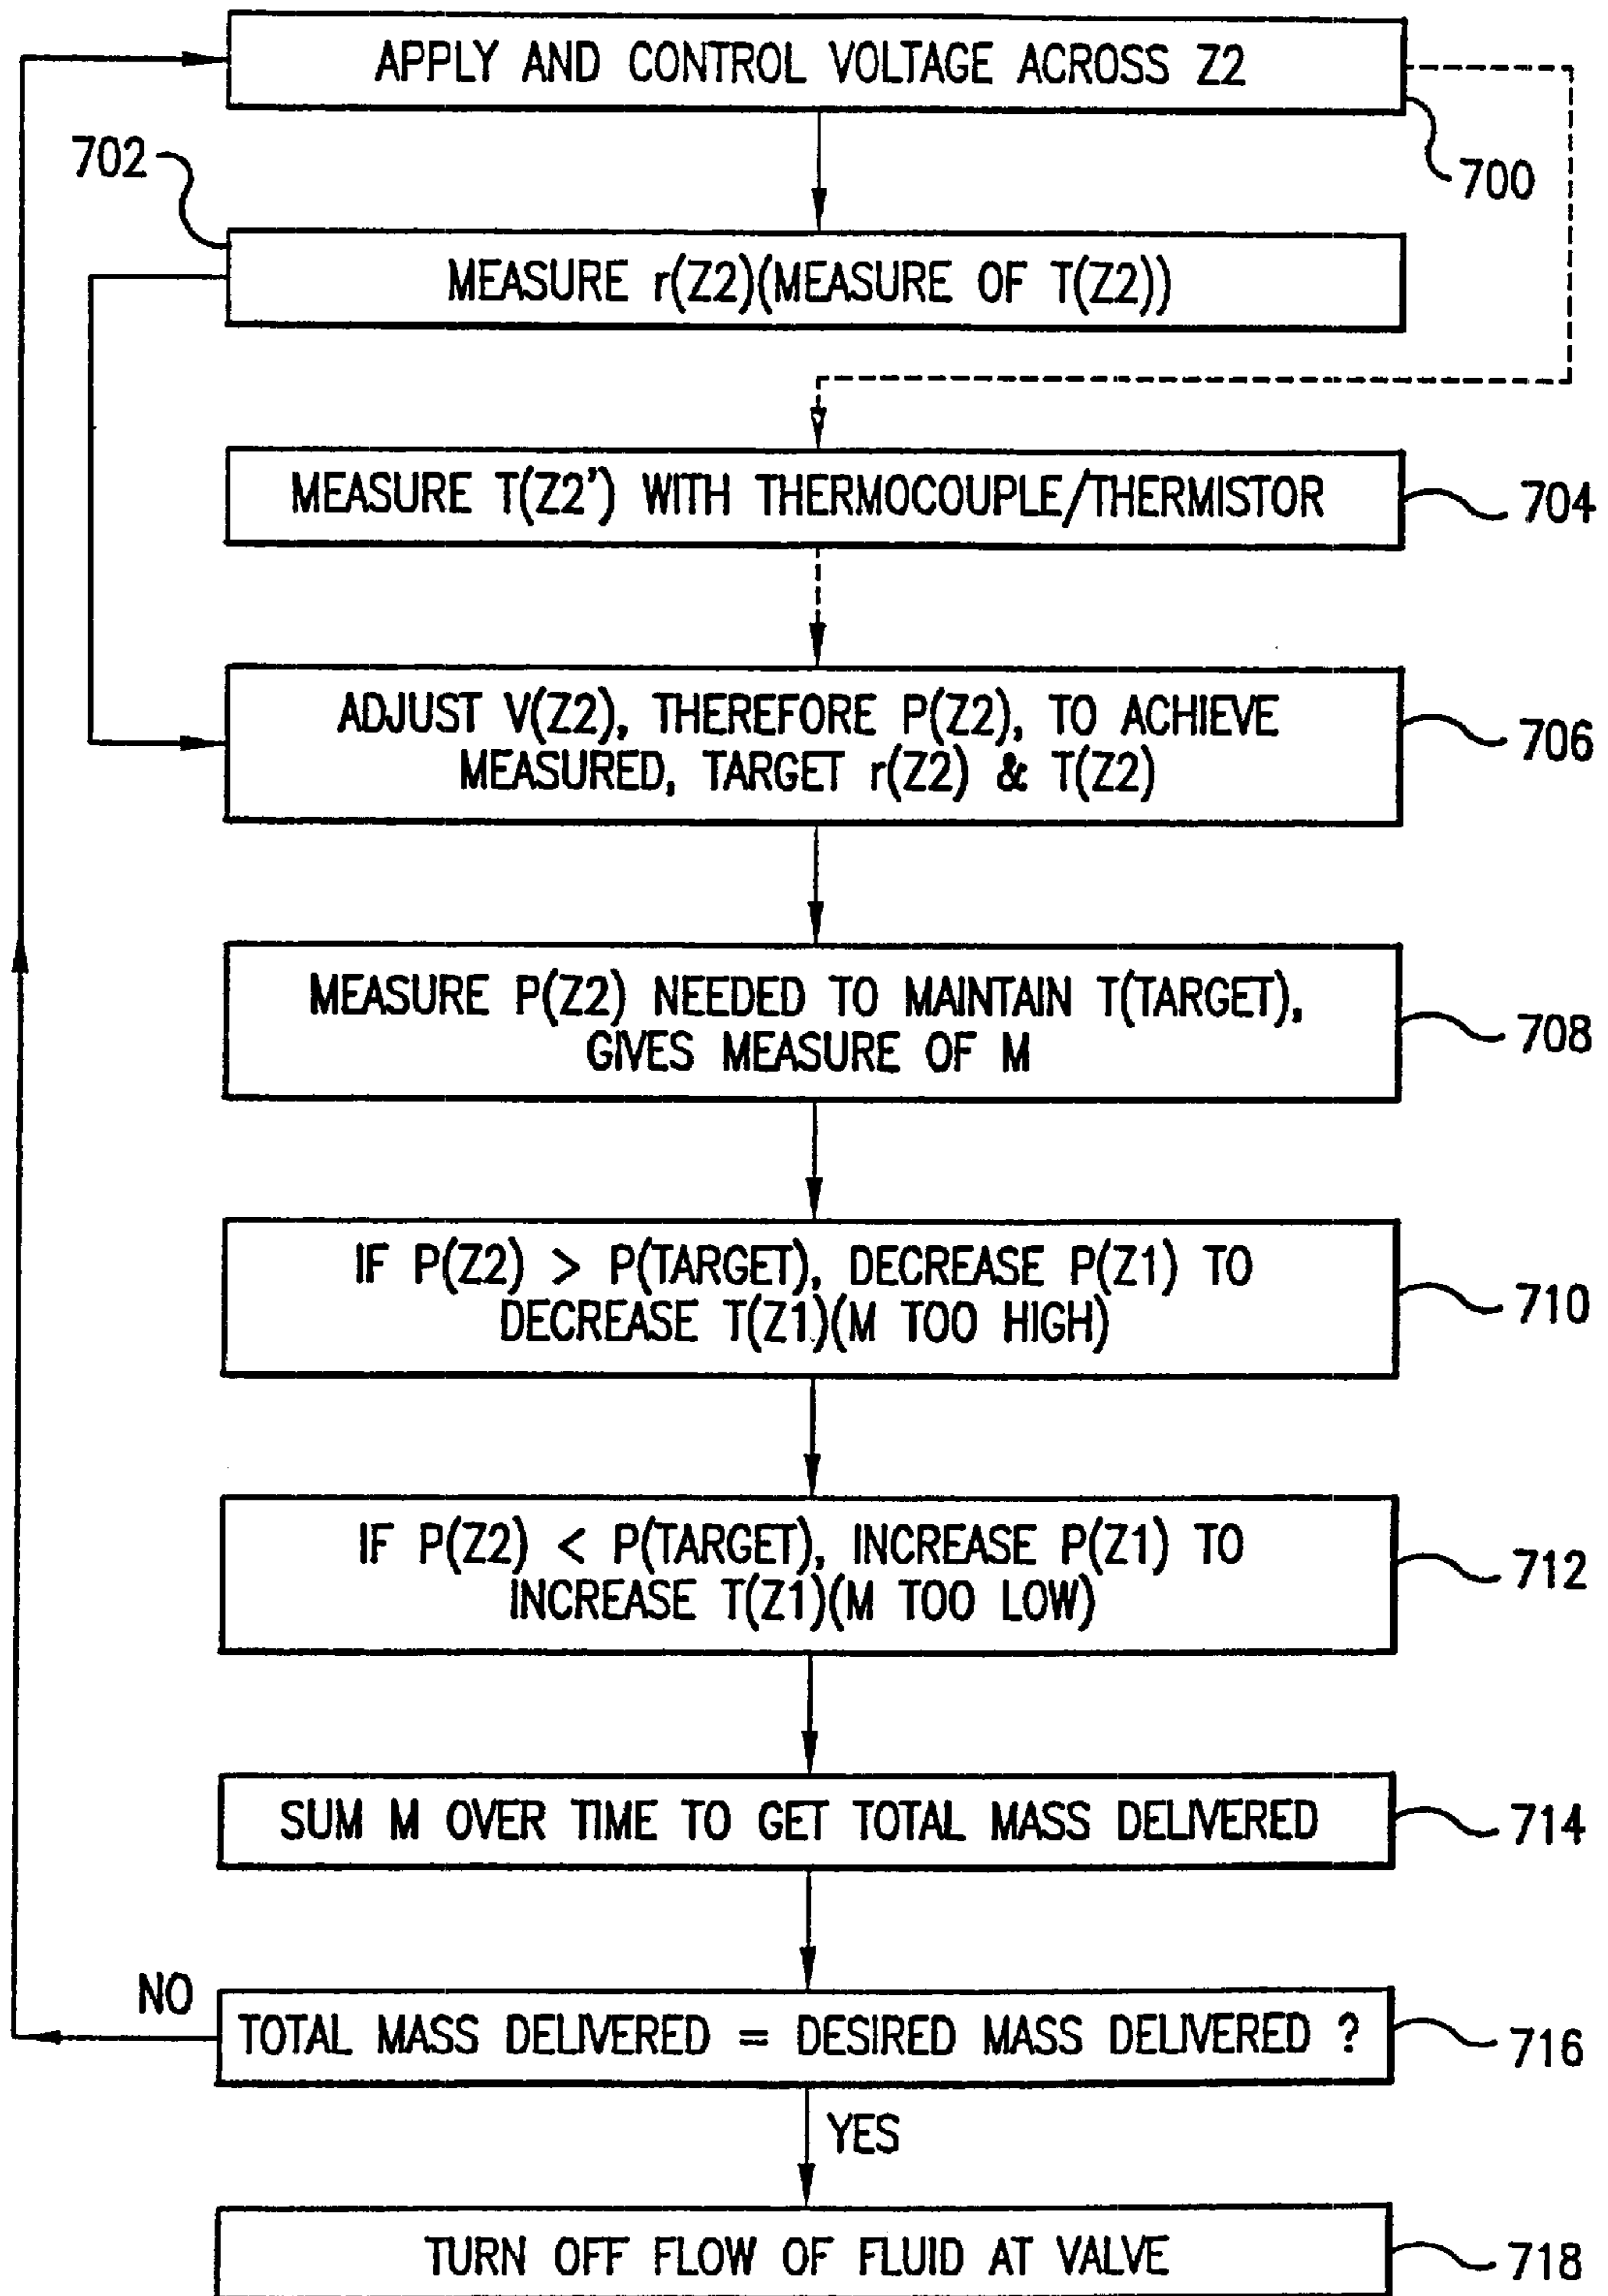 APPLY AND CONTROL VOLTAGE ACROSS Z2
700
702
MEASURE r(Z2)(MEASURE OF T(Z2))
MEASURE T(Z2') WITH THERMOCOUPLE/THERMISTOR
704
ADJUST V(Z2), THEREFORE P(Z2), TO ACHIEVE
MEASURED, TARGET r(Z2) & T(Z2)
706
MEASURE P(Z2) NEEDED TO MAINTAIN T(TARGET),
GIVES MEASURE OF M
708
IF P(Z2) > P(TARGET), DECREASE P(Z1) TO
DECREASE T(Z1)(M TOO HIGH)
710
IF P(Z2) < P(TARGET), INCREASE P(Z1) TO
INCREASE T(Z1)(M TOO LOW)
712
SUM M OVER TIME TO GET TOTAL MASS DELIVERED
714
NO
TOTAL MASS DELIVERED = DESIRED MASS DELIVERED ?
716
YES
TURN OFF FLOW OF FLUID AT VALVE
718